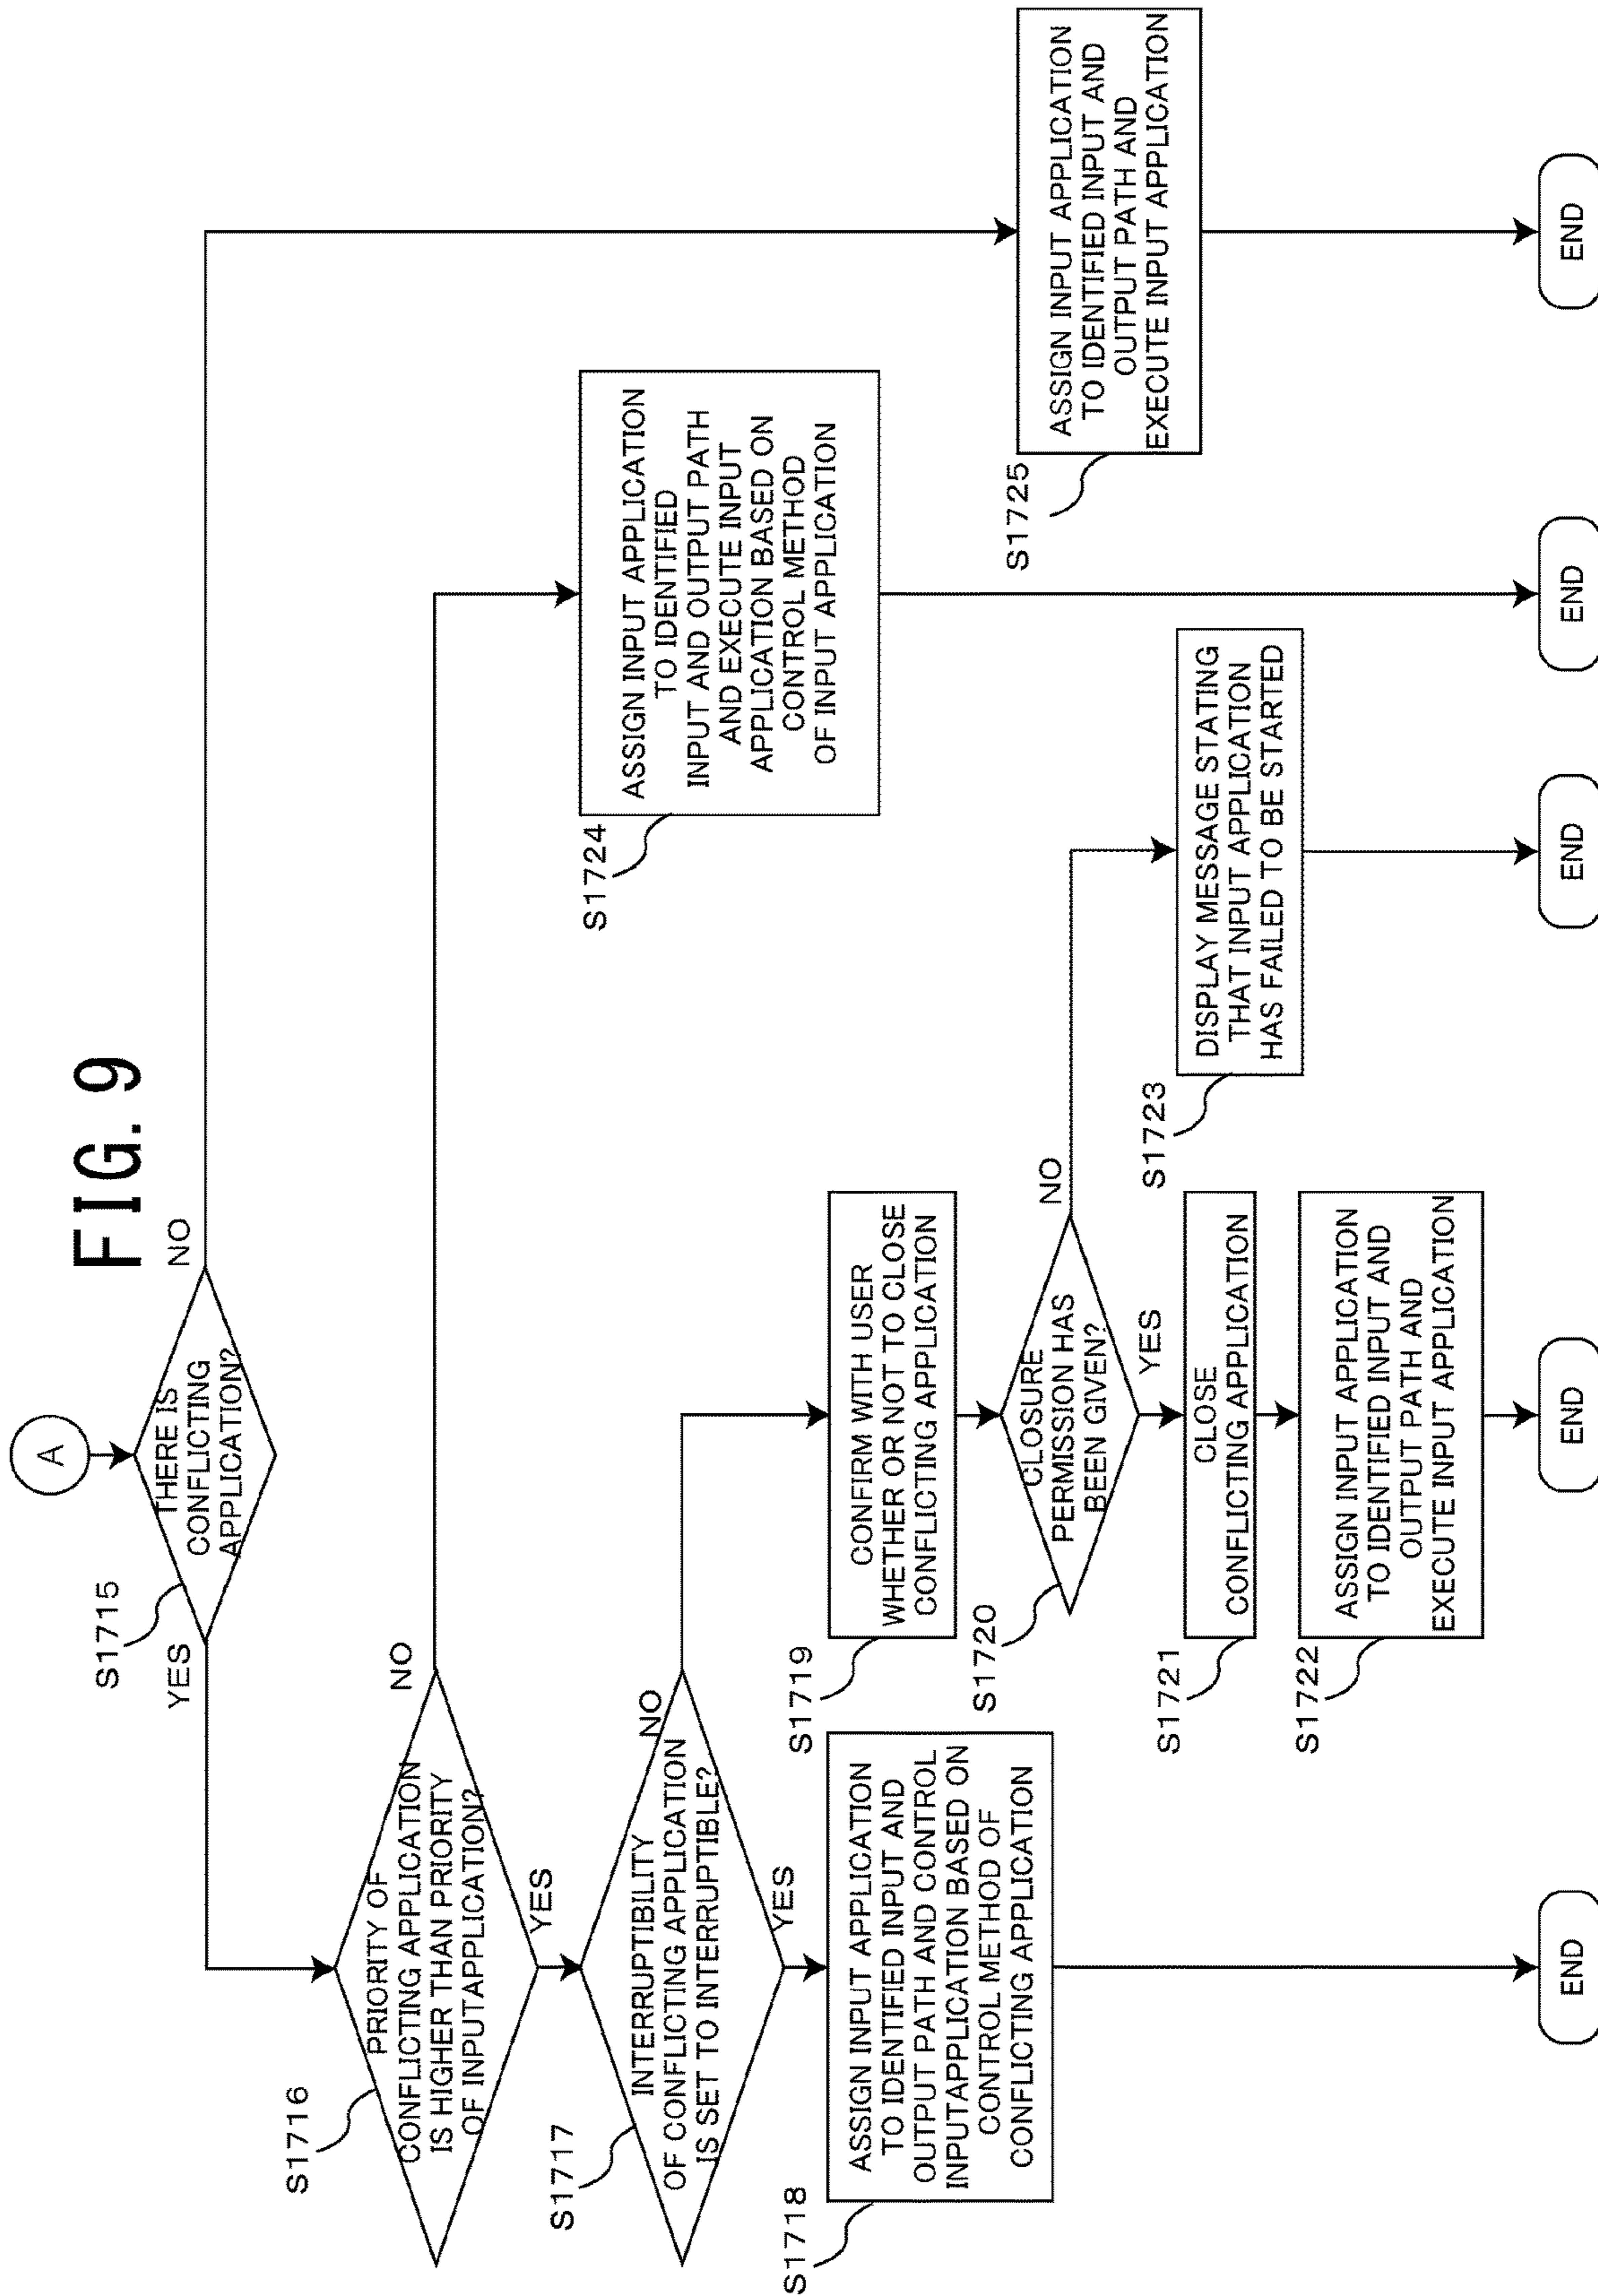 FIG. 9
A
S1715
THERE IS
CONFLICTING
APPLICATION?
YES
NO
S1716
PRIORITY OF
CONFLICTING APPLICATION
IS HIGHER THAN PRIORITY
OF INPUTAPPLICATION?
NO
YES
S1717
INTERRUPTIBILITY
OF CONFLICTING APPLICATION
IS SET TO INTERRUPTIBLE?
NO
YES
S1718
ASSIGN INPUT APPLICATION
TO IDENTIFIED INPUT AND
OUTPUT PATH AND CONTROL
INPUTAPPLICATION BASED ON
CONTROL METHOD OF
CONFLICTING APPLICATION
END
S1719
CONFIRM WITH USER
WHETHER OR NOT TO CLOSE
CONFLICTING APPLICATION
S1720
CLOSURE
PERMISSION HAS
BEEN GIVEN?
NO
YES
S1721
CLOSE
CONFLICTING APPLICATION
S1722
ASSIGN INPUT APPLICATION
TO IDENTIFIED INPUT AND
OUTPUT PATH AND
EXECUTE INPUT APPLICATION
END
S1723
DISPLAY MESSAGE STATING
THAT INPUT APPLICATION
HAS FAILED TO BE STARTED
END
S1724
ASSIGN INPUT APPLICATION
TO IDENTIFIED
INPUT AND OUTPUT PATH
AND EXECUTE INPUT
APPLICATION BASED ON
CONTROL METHOD
OF INPUT APPLICATION
END
S1725
ASSIGN INPUT APPLICATION
TO IDENTIFIED INPUT AND
OUTPUT PATH AND
EXECUTE INPUT APPLICATION
END